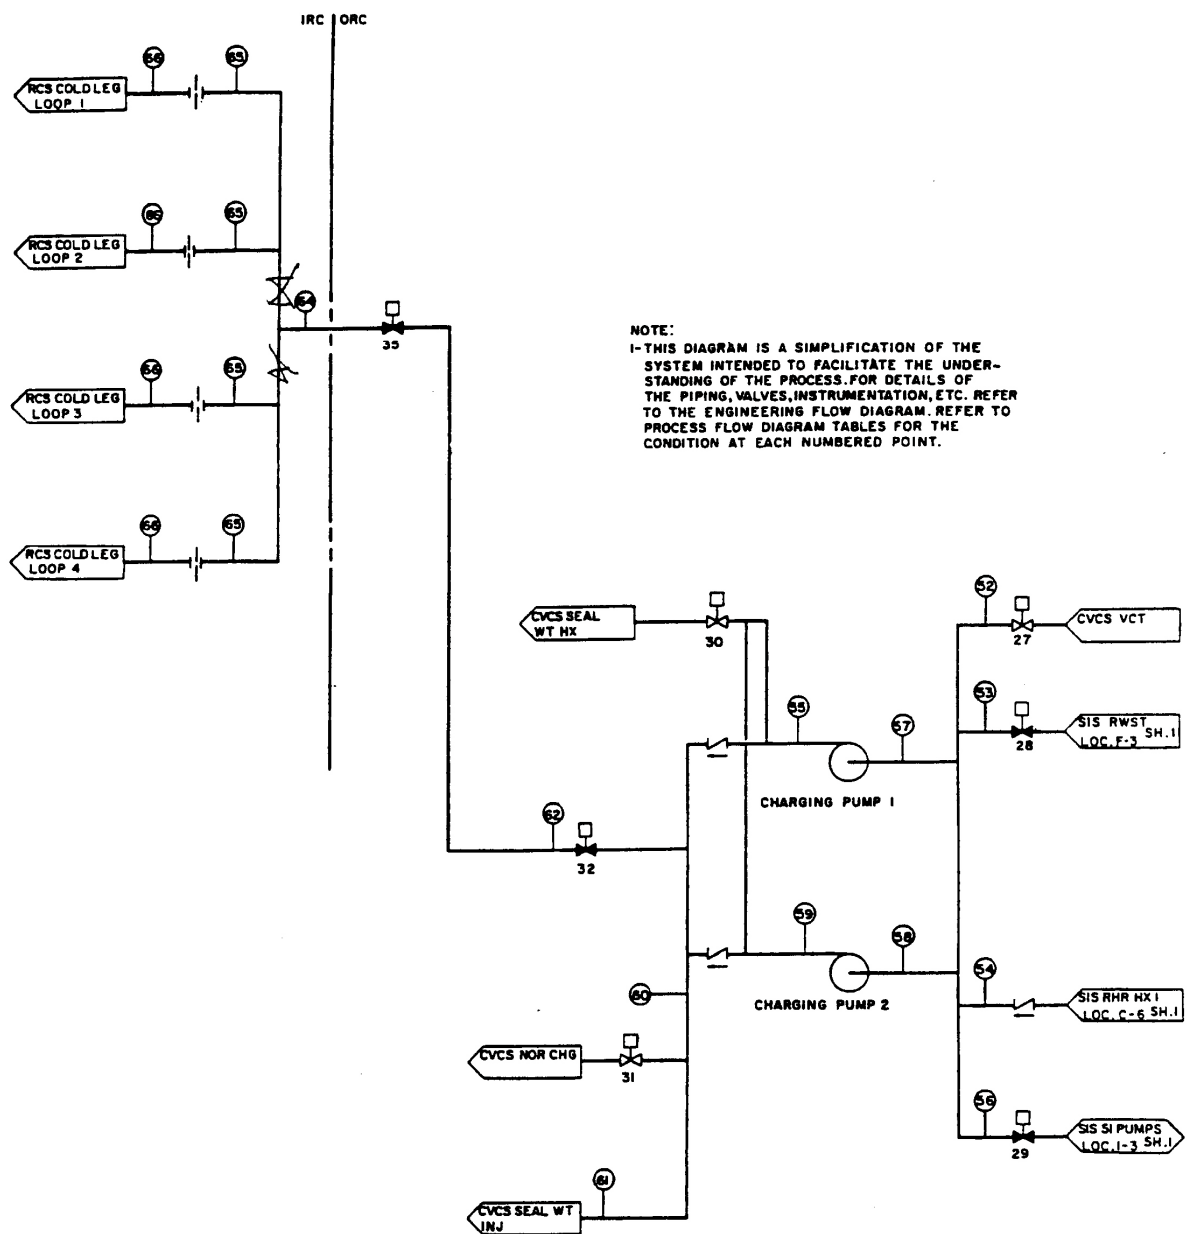 IRC ORC
66
65
RCS COLD LEG
LOOP 1
66
65
RCS COLD LEG
LOOP 2
64
35
NOTE:
1-THIS DIAGRAM IS A SIMPLIFICATION OF THE
SYSTEM INTENDED TO FACILITATE THE UNDER-
STANDING OF THE PROCESS. FOR DETAILS OF
THE PIPING, VALVES, INSTRUMENTATION, ETC. REFER
TO THE ENGINEERING FLOW DIAGRAM. REFER TO
PROCESS FLOW DIAGRAM TABLES FOR THE
CONDITION AT EACH NUMBERED POINT.
66
65
RCS COLD LEG
LOOP 3
66
65
RCS COLD LEG
LOOP 4
CVCS SEAL
WT HX
30
52
27
CVCS VCT
53
28
SIS RWST
LOC. F-3 SH.1
55
57
CHARGING PUMP 1
62
32
59
58
CHARGING PUMP 2
60
54
SIS RHR HX 1
LOC. C-6 SH.1
CVCS NOR CHG
31
56
29
SIS SI PUMPS
LOC. I-3 SH.1
61
CVCS SEAL WT
INJ